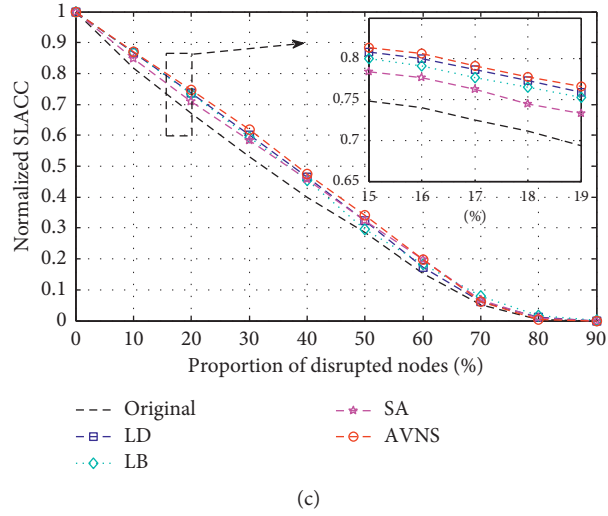 Normalized SLACC
1
0.9
0.8
0.7
0.6
0.5
0.4
0.3
0.2
0.1
0
0 10 20 30 40 50 60 70 80 90
Proportion of disrupted nodes (%)
0.8
0.75
0.7
0.65
15 16 17 18 19
(%)
Original
LD
LB
SA
AVNS
(c)